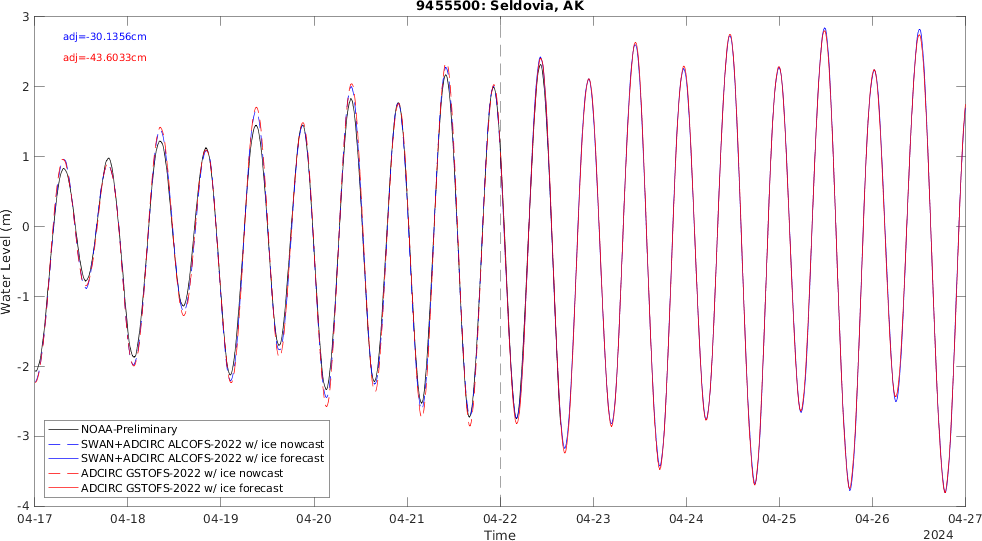 9455500: Seldovia, AK
adj=-30.1356cm
adj=-43.6033cm
3
2
1
0
-1
-2
-3
-4
Water Level (m)
NOAA-Preliminary
SWAN+ADCIRC ALCOFS-2022 w/ ice nowcast
SWAN+ADCIRC ALCOFS-2022 w/ ice forecast
ADCIRC GSTOFS-2022 w/ ice nowcast
ADCIRC GSTOFS-2022 w/ ice forecast
04-17 04-18 04-19 04-20 04-21 04-22 04-23 04-24 04-25 04-26 04-27
Time
2024